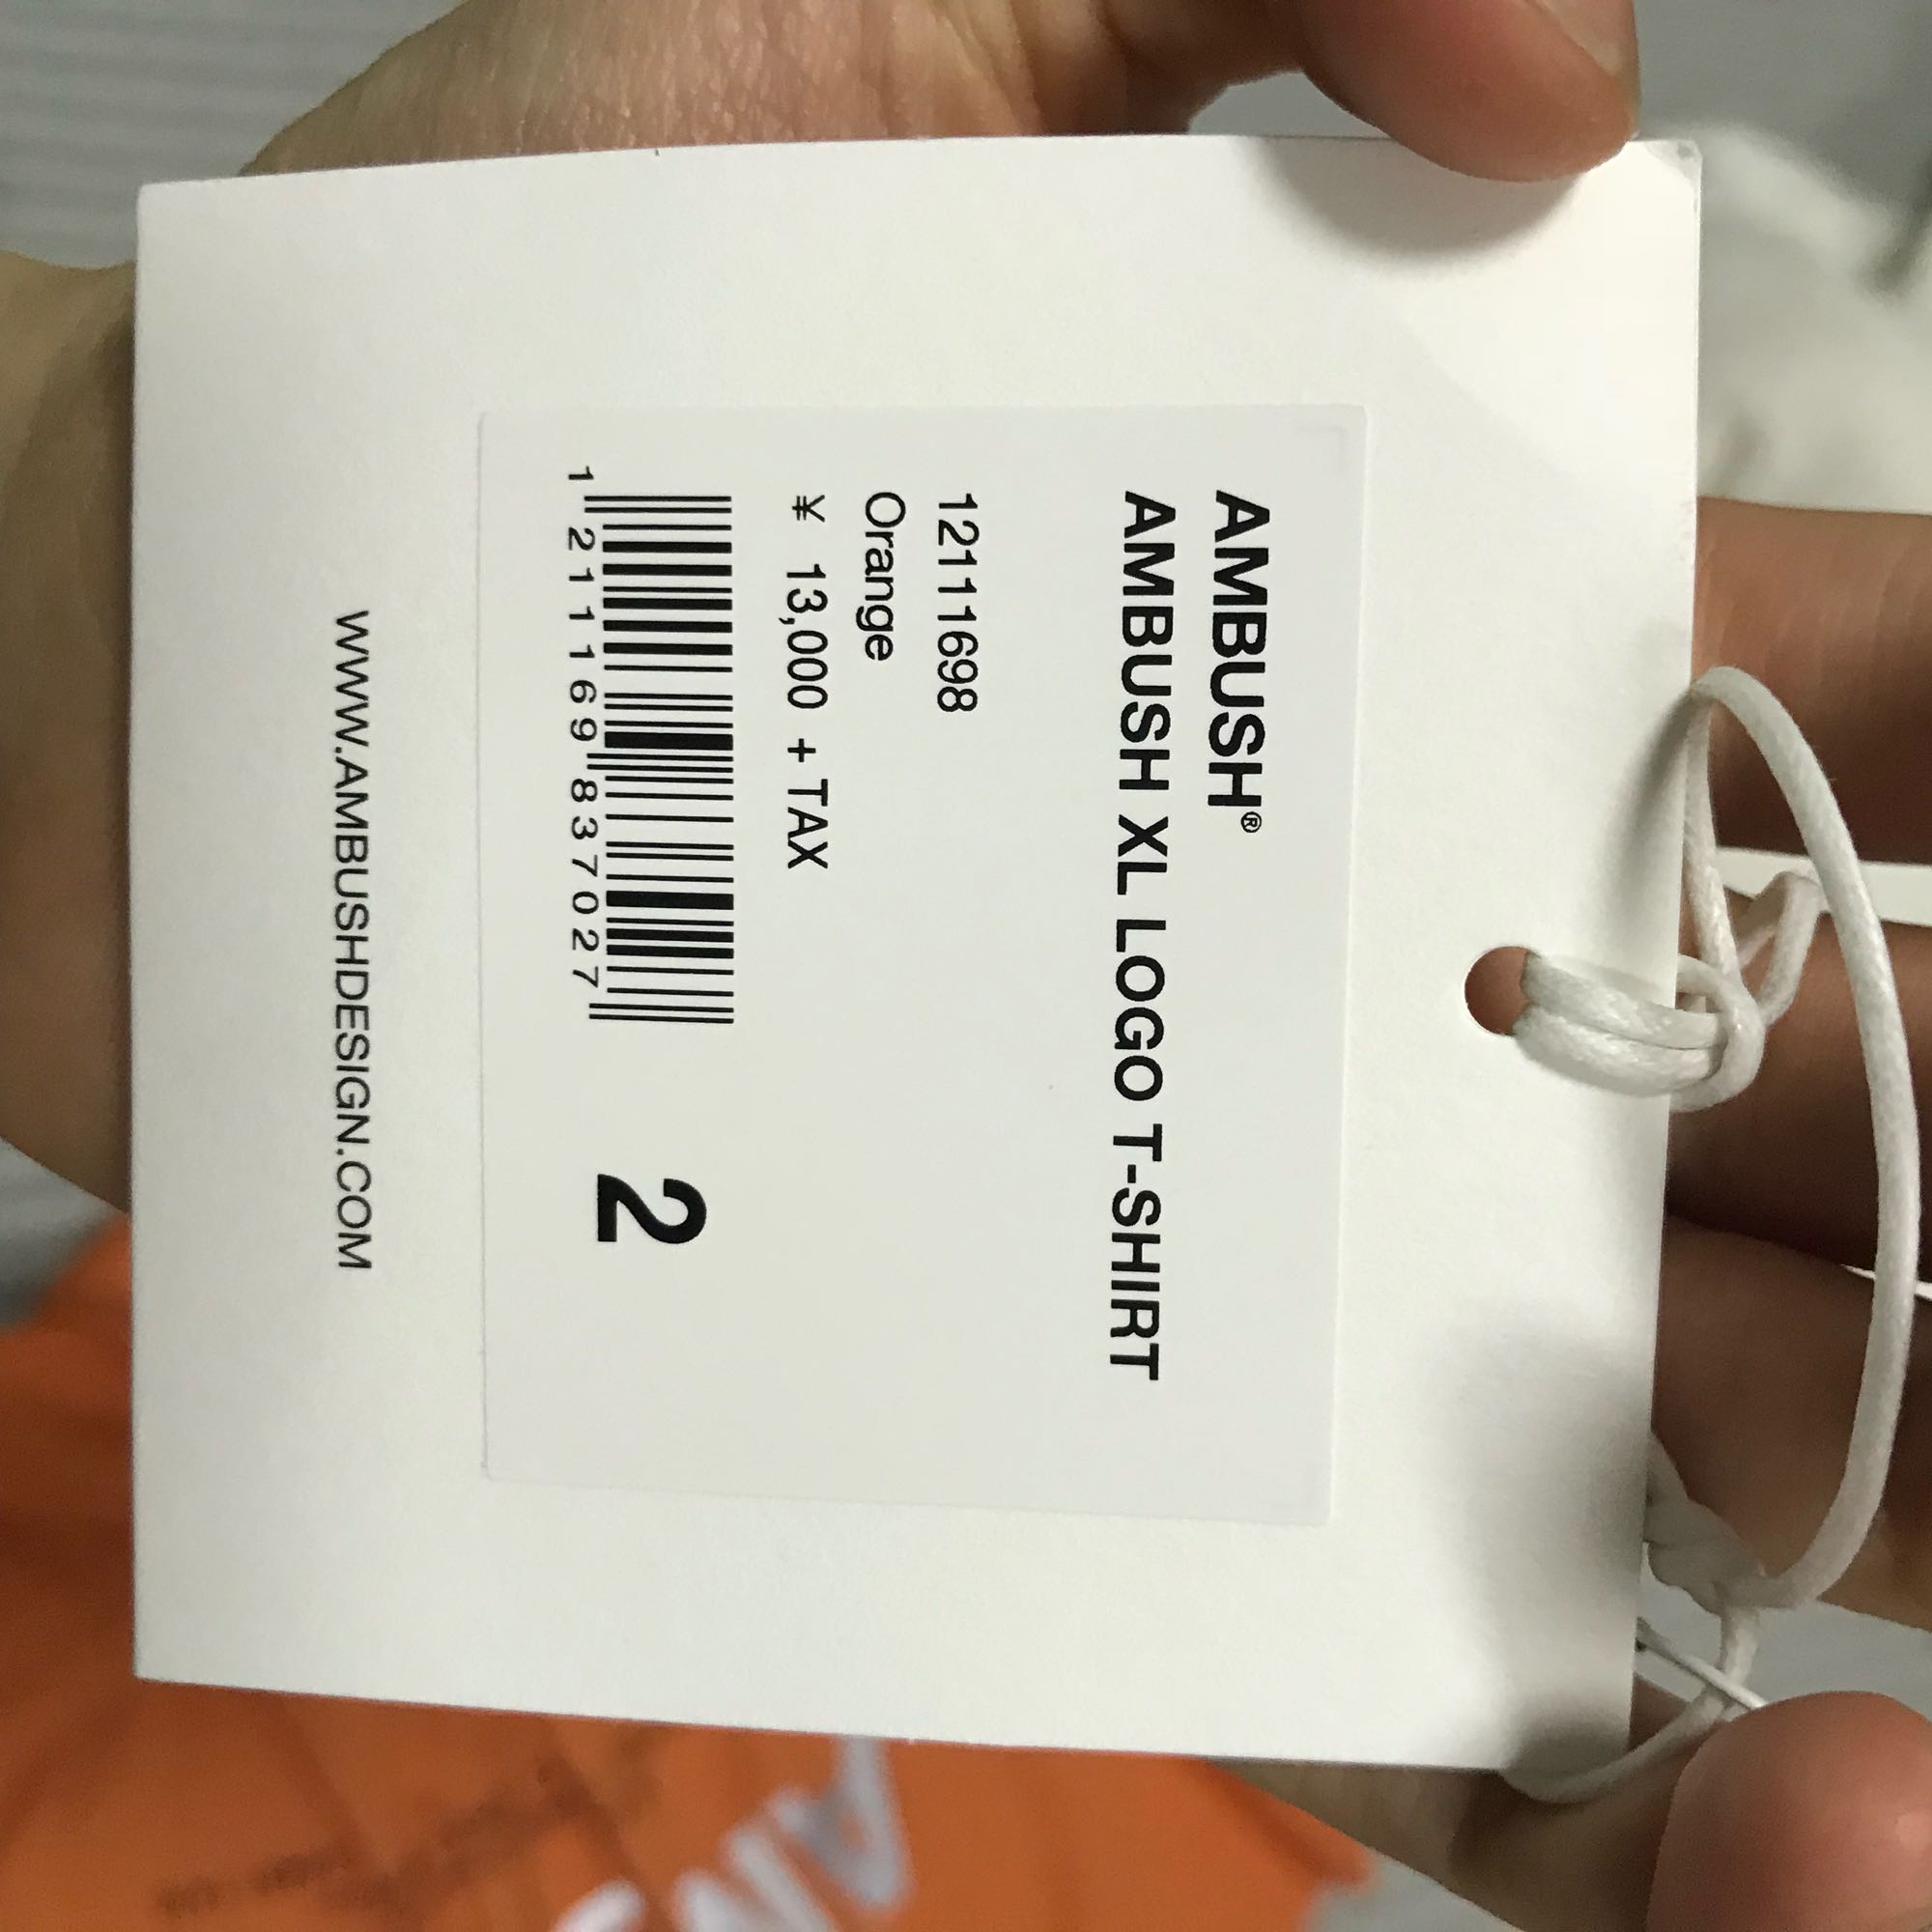 AMBUSH®
AMBUSH XL LOGO T-SHIRT
12111698
Orange
¥ 13,000 + TAX
1 211169 837027
2
WWW.AMBUSHDESIGN.COM